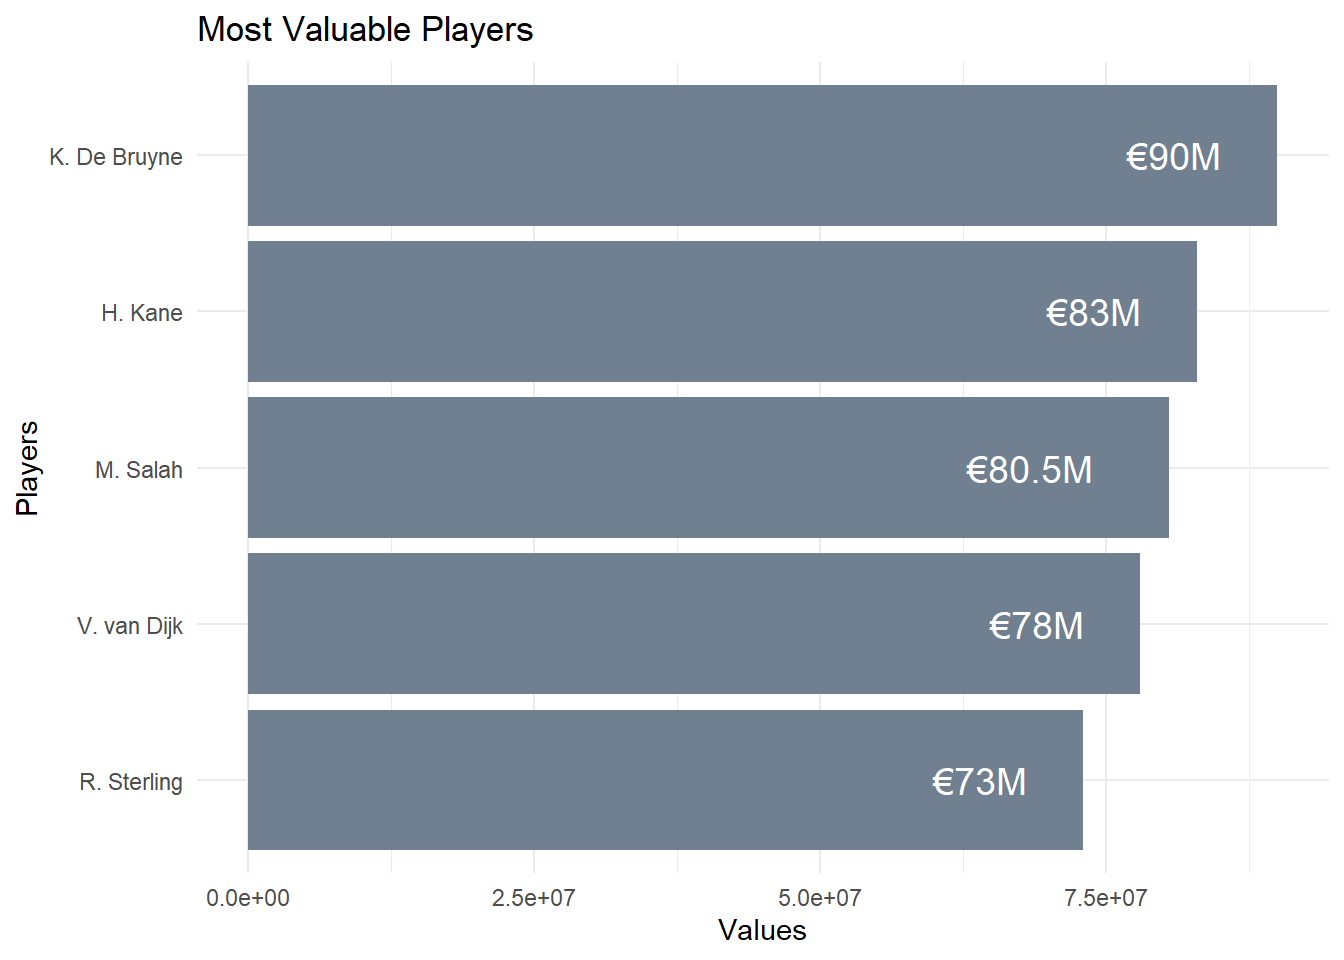 Most Valuable Players
K. De Bruyne
€90M
H. Kane
€83M
Players
M. Salah
€80.5M
V. van Dijk
€78M
R. Sterling
€73M
0.0e+00 2.5e+07 5.0e+07 7.5e+07
Values